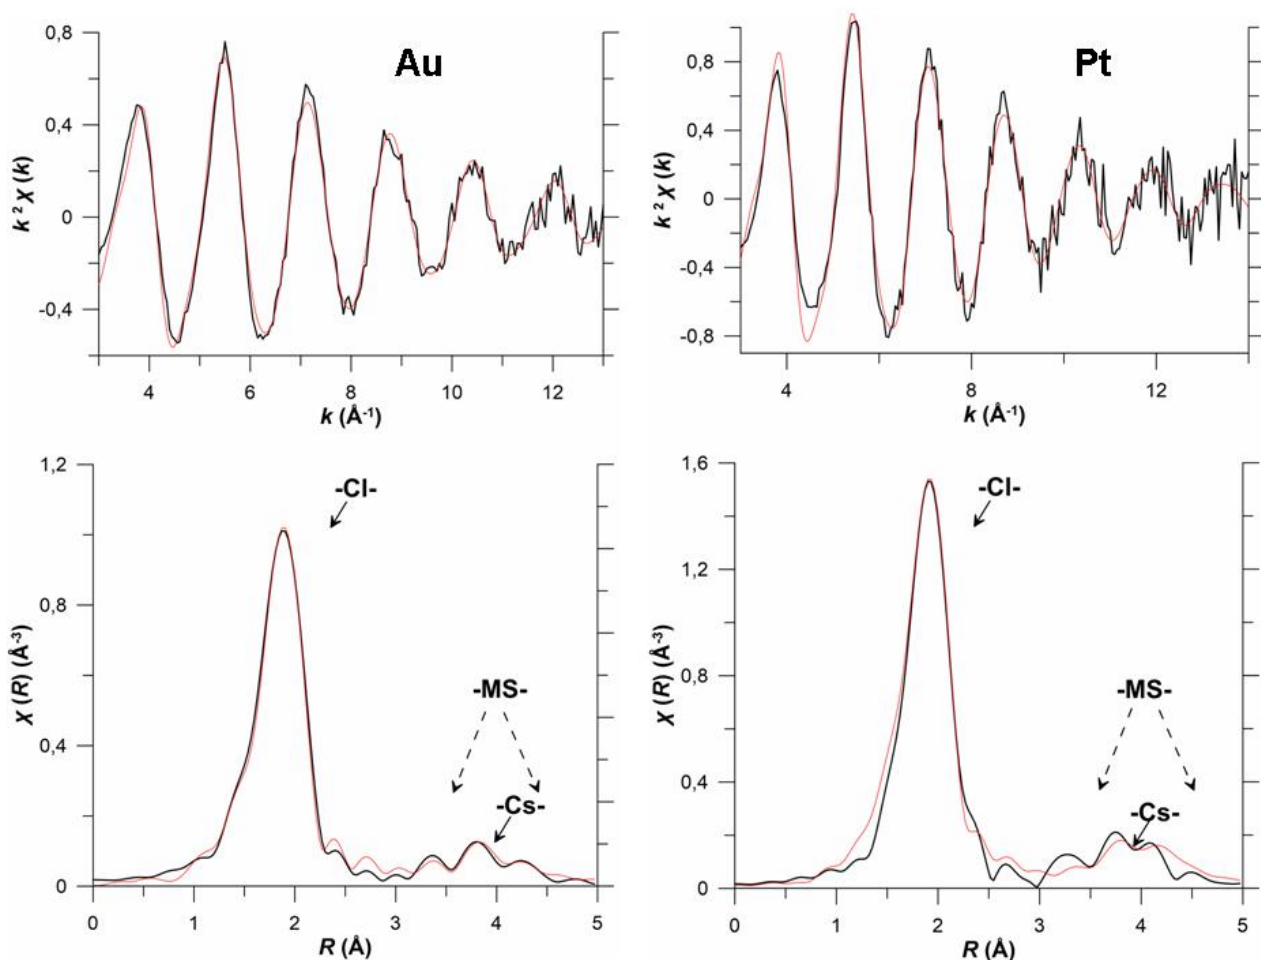 Au
0,8
0,4
0
-0,4
k² χ (k)
4 6 8 10 12
k (Å⁻¹)
Pt
0,8
0,4
0
-0,4
-0,8
k² χ (k)
4 8 12
k (Å⁻¹)
1,2
0,8
0,4
0
χ (R) (Å⁻³)
-Cl-
-MS-
-Cs-
0 1 2 3 4 5
R (Å)
1,6
1,2
0,8
0,4
0
χ (R) (Å⁻³)
-Cl-
-MS-
-Cs-
0 1 2 3 4 5
R (Å)